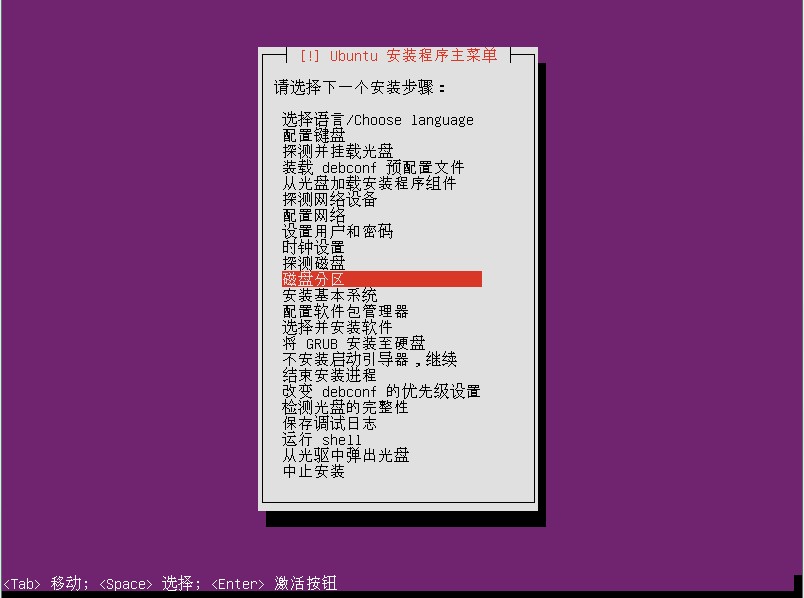 [!] Ubuntu 安装程序主菜单
请选择下一个安装步骤：
选择语言/Choose language
配置键盘
探测并挂载光盘
装载 debconf 预配置文件
从光盘加载安装程序组件
探测网络设备
配置网络
设置用户和密码
时钟设置
探测磁盘
磁盘分区
安装基本系统
配置软件包管理器
选择并安装软件
将 GRUB 安装至硬盘
不安装启动引导器，继续
结束安装进程
改变 debconf 的优先级设置
检测光盘的完整性
保存调试日志
运行 shell
从光驱中弹出光盘
中止安装
<Tab> 移动; <Space> 选择; <Enter> 激活按钮